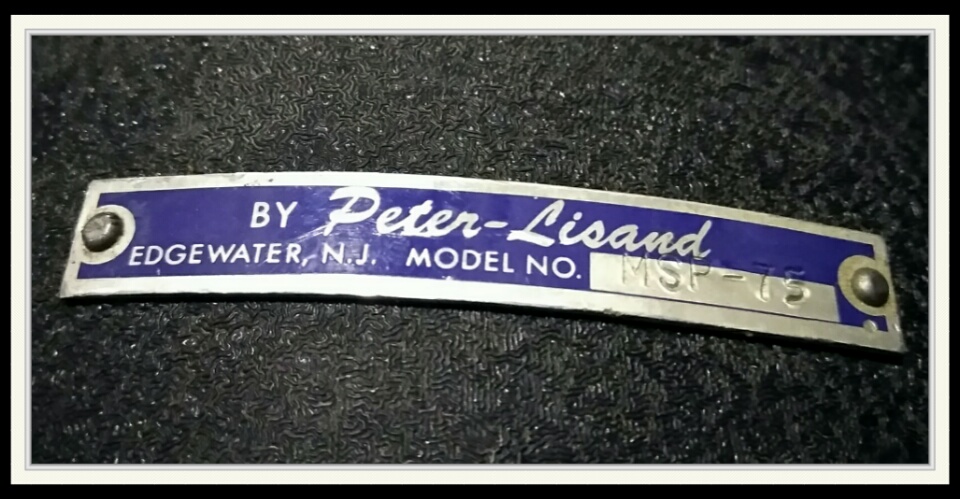 BY Peter-Lisand
EDGEWATER, N.J. MODEL NO. MSP-75